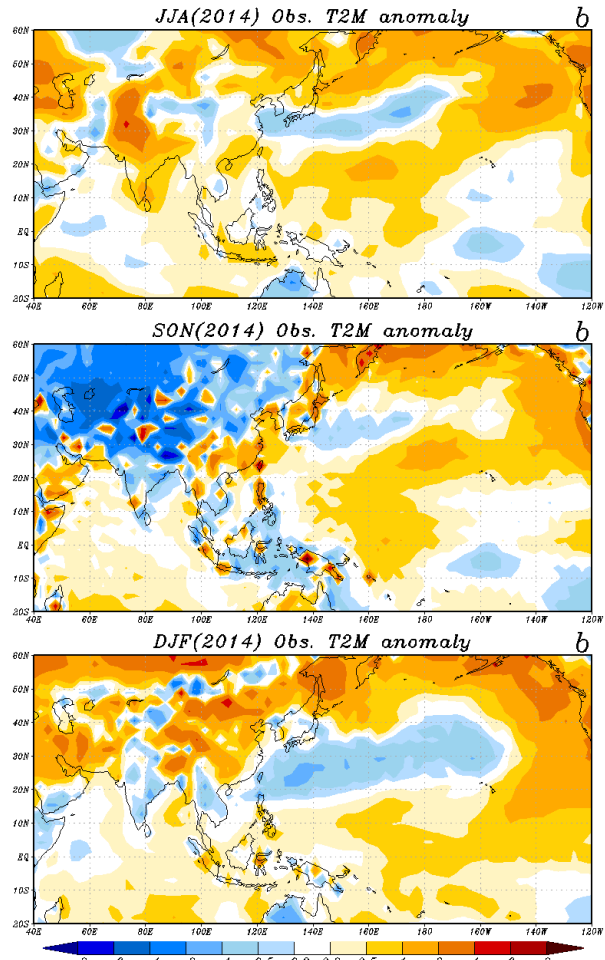 JJA(2014) Obs. T2M anomaly b
60N
50N
40N
30N
20N
10N
EQ
10S
20S
40E 60E 80E 100E 120E 140E 160E 180 160W 140W 120W
SON(2014) Obs. T2M anomaly b
60N
50N
40N
30N
20N
10N
EQ
10S
20S
40E 60E 80E 100E 120E 140E 160E 180 160W 140W 120W
DJF(2014) Obs. T2M anomaly b
60N
50N
40N
30N
20N
10N
EQ
10S
20S
40E 60E 80E 100E 120E 140E 160E 180 160W 140W 120W